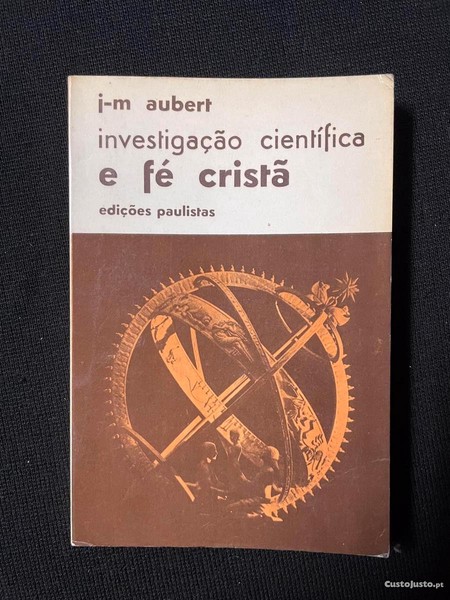 j-m aubert
investigação científica
e fé cristã
edições paulistas
CustoJusto.pt